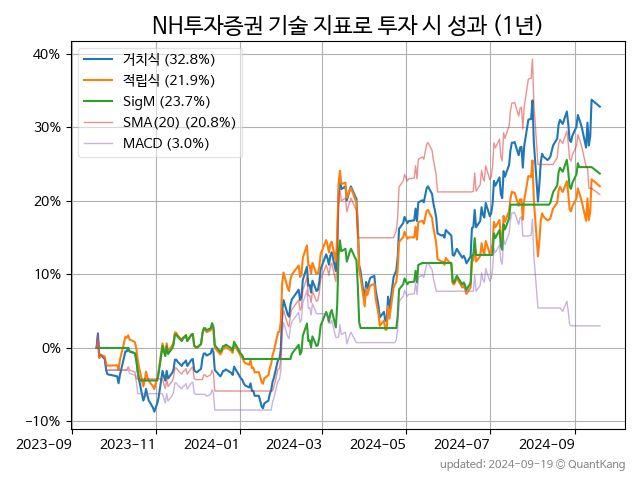 NH투자증권 기술 지표로 투자 시 성과 (1년)
40%
30%
20%
10%
0%
−10%
거치식 (32.8%)
적립식 (21.9%)
SigM (23.7%)
SMA(20) (20.8%)
MACD (3.0%)
2023-09 2023-11 2024-01 2024-03 2024-05 2024-07 2024-09
updated: 2024-09-19 © QuantKang